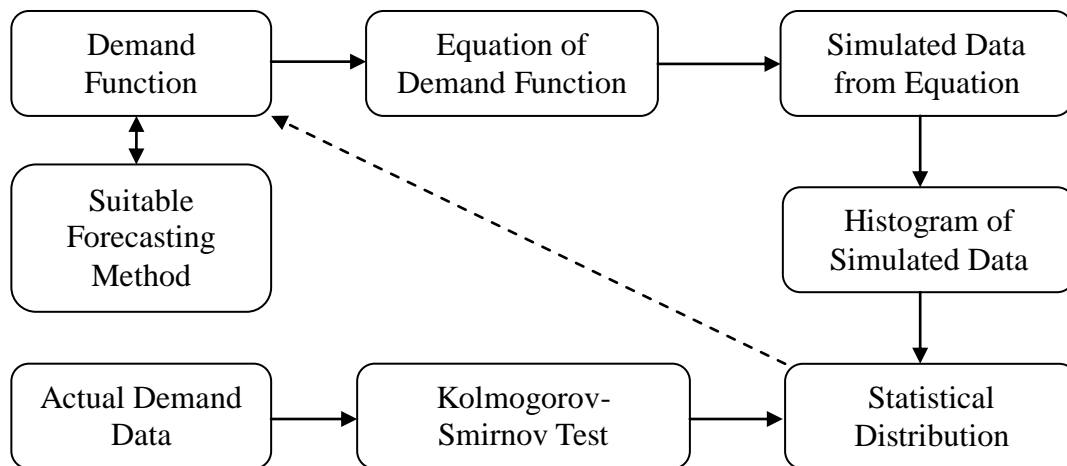 Demand
Function
Equation of
Demand Function
Simulated Data
from Equation
Suitable
Forecasting
Method
Histogram of
Simulated Data
Actual Demand
Data
Kolmogorov-
Smirnov Test
Statistical
Distribution